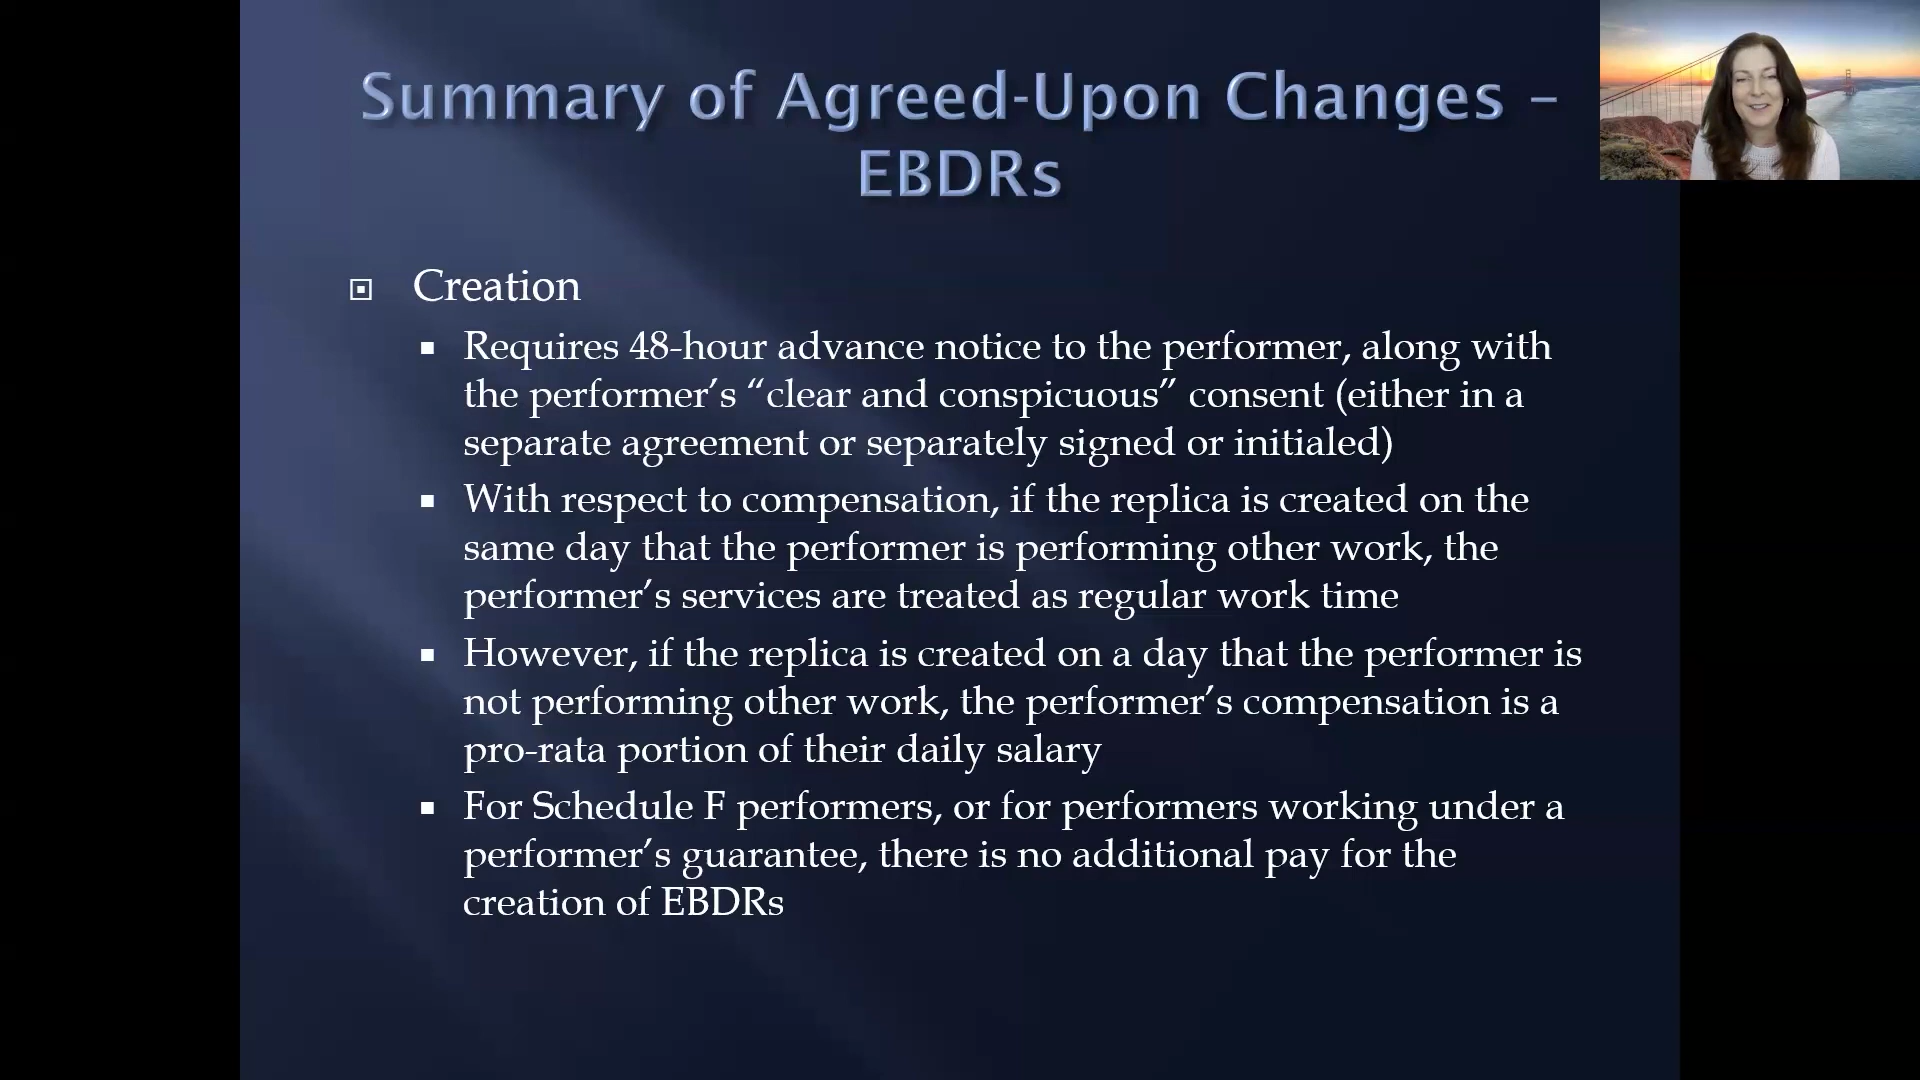 Summary of Agreed-Upon Changes –
EBDRs
Creation
Requires 48-hour advance notice to the performer, along with
the performer’s “clear and conspicuous” consent (either in a
separate agreement or separately signed or initialed)
With respect to compensation, if the replica is created on the
same day that the performer is performing other work, the
performer’s services are treated as regular work time
However, if the replica is created on a day that the performer is
not performing other work, the performer’s compensation is a
pro-rata portion of their daily salary
For Schedule F performers, or for performers working under a
performer’s guarantee, there is no additional pay for the
creation of EBDRs